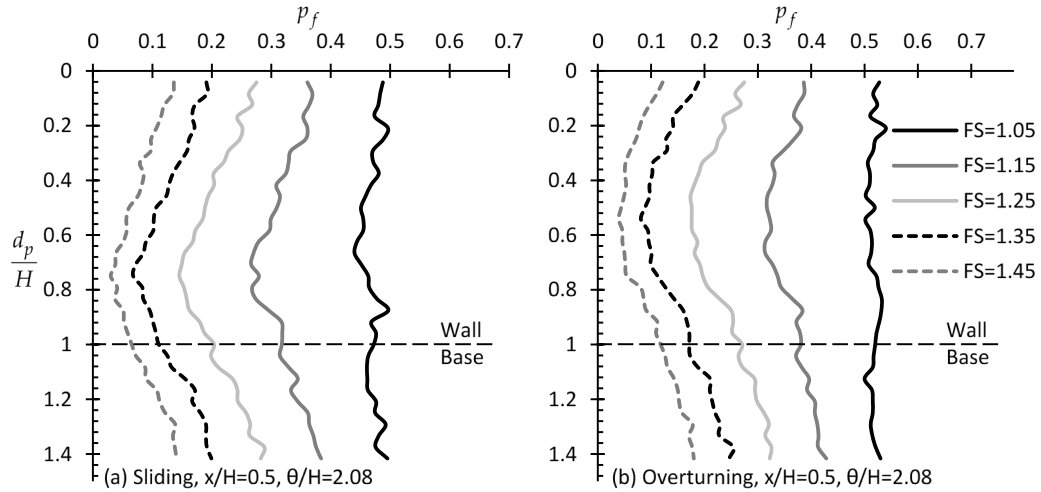 p_f
0 0.1 0.2 0.3 0.4 0.5 0.6 0.7
0
0.2
0.4
0.6
0.8
1
1.2
1.4
d_p
H
Wall
Base
(a) Sliding, x/H=0.5, θ/H=2.08
p_f
0 0.1 0.2 0.3 0.4 0.5 0.6 0.7
0
0.2
0.4
0.6
0.8
1
1.2
1.4
FS=1.05
FS=1.15
FS=1.25
FS=1.35
FS=1.45
Wall
Base
(b) Overturning, x/H=0.5, θ/H=2.08